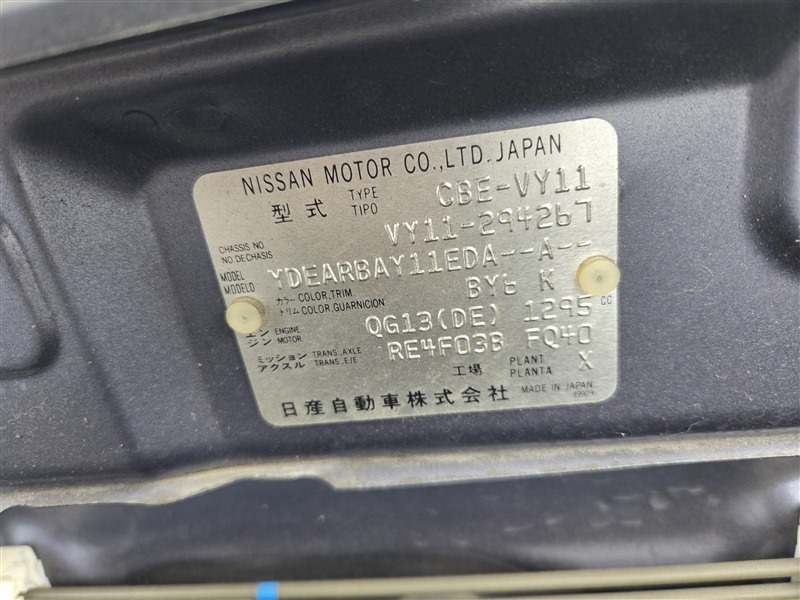 NISSAN MOTOR CO.,LTD. JAPAN
型式 TYPE TIPO CBE-VY11
CHASSIS NO NO.DE CHASIS VY11-294267
MODEL MODELO YDEARBAY11EDA--A--
カラー COLOR,TRIM. トリム COLOR,GUARNICION BY6 K
エンジン ENGINE MOTOR QG13(DE) 1295 CC
ミッション アクスル TRANS.,AXLE TRANS.,EJE RE4F03B FQ40
工場 PLANT PLANTA X
日産自動車株式会社 MADE IN JAPAN